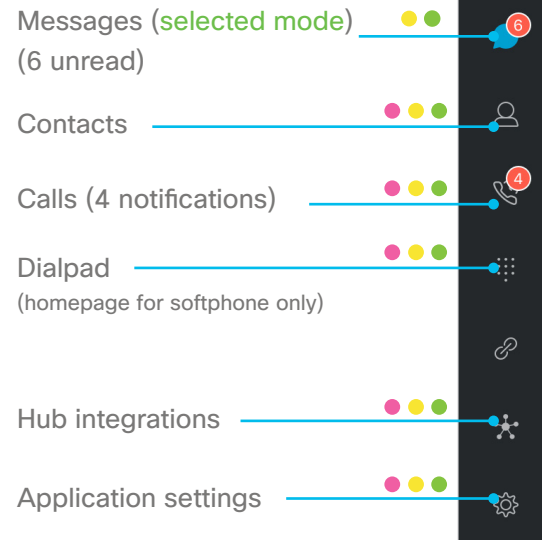 Messages (selected mode)
(6 unread)
6
Contacts
Calls (4 notifications)
4
Dialpad
(homepage for softphone only)
Hub integrations
Application settings